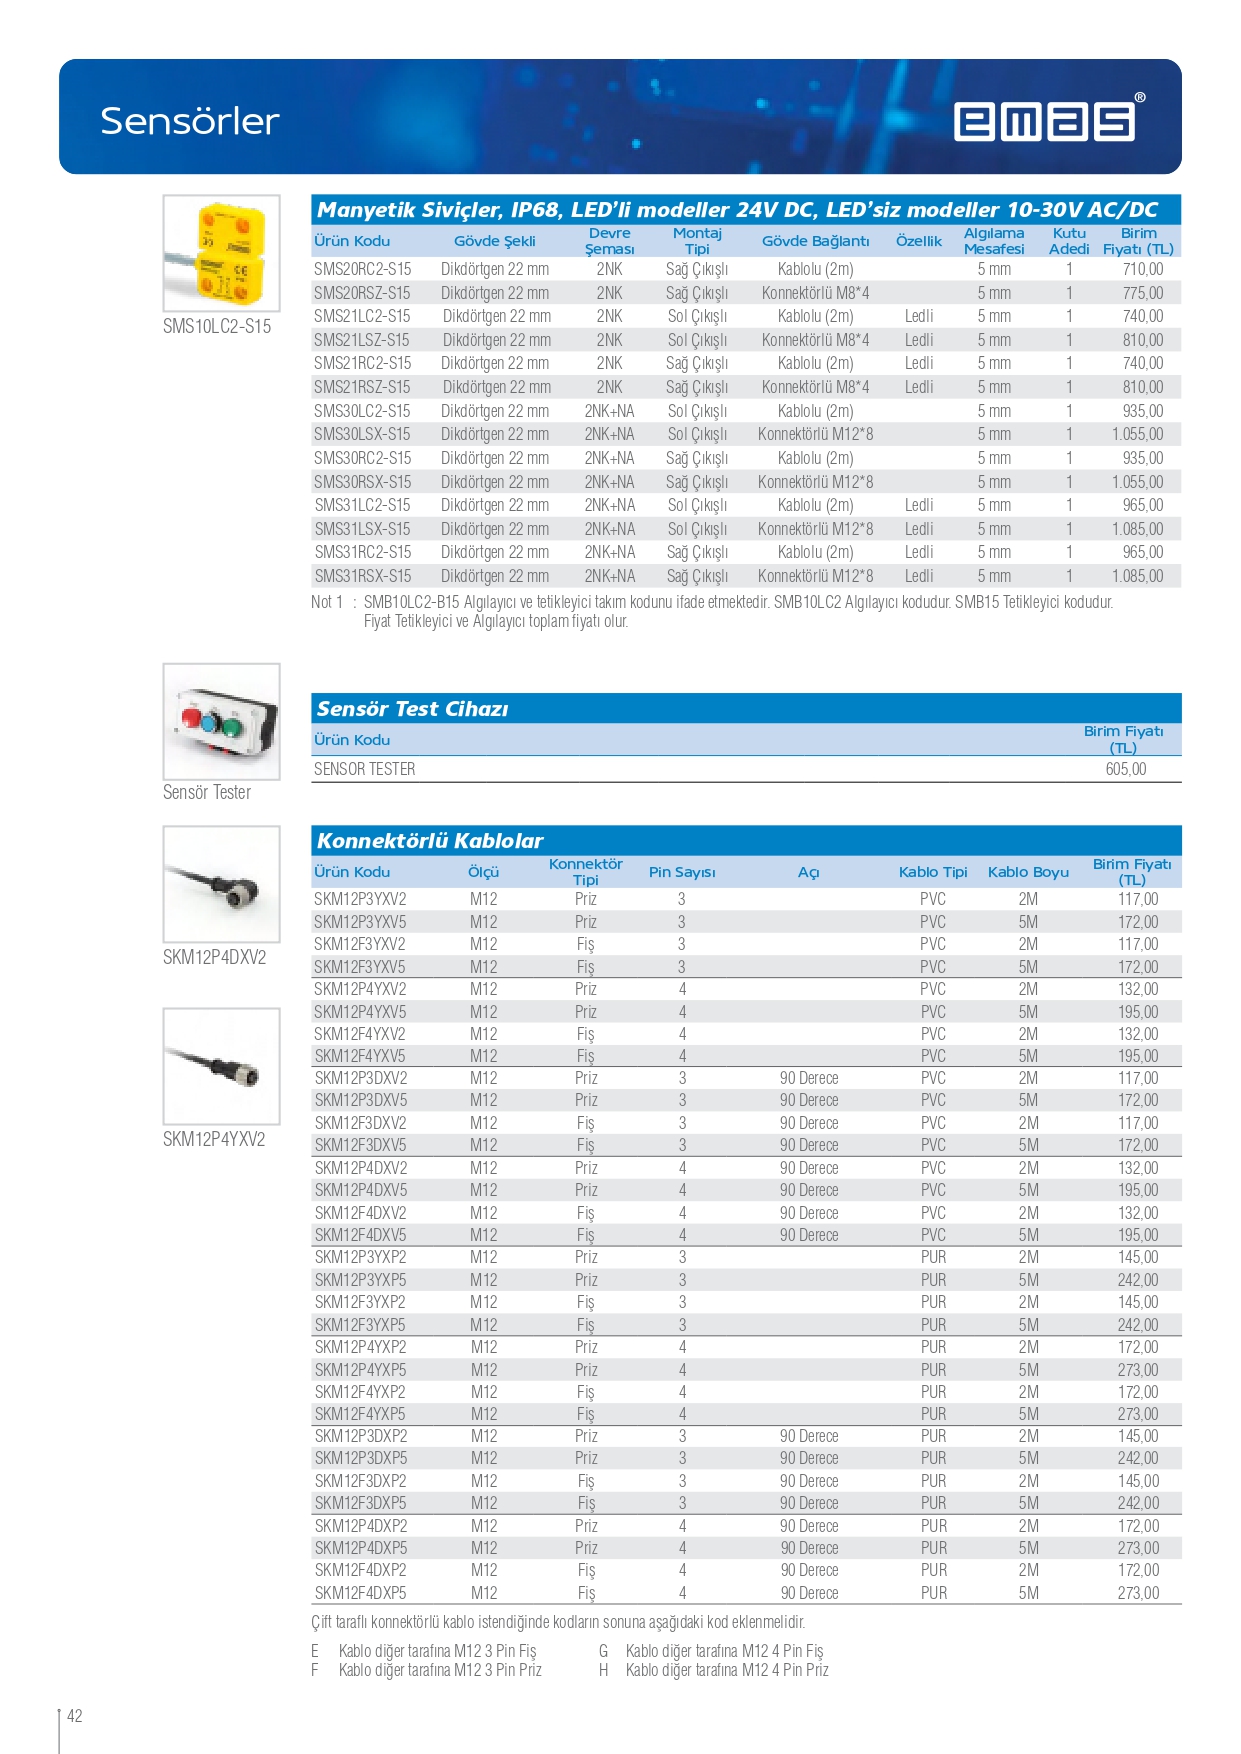 Sensörler
emas®
SMS10LC2-S15
Manyetik Siviçler, IP68, LED'li modeller 24V DC, LED'siz modeller 10-30V AC/DC
Ürün Kodu Gövde Şekli Devre Şeması Montaj Tipi Gövde Bağlantı Özellik Algılama Mesafesi Kutu Adedi Birim Fiyatı (TL)
SMS20RC2-S15 Dikdörtgen 22 mm 2NK Sağ Çıkışlı Kablolu (2m) 5 mm 1 710,00
SMS20RSZ-S15 Dikdörtgen 22 mm 2NK Sağ Çıkışlı Konnektörlü M8*4 5 mm 1 775,00
SMS21LC2-S15 Dikdörtgen 22 mm 2NK Sol Çıkışlı Kablolu (2m) Ledli 5 mm 1 740,00
SMS21LSZ-S15 Dikdörtgen 22 mm 2NK Sol Çıkışlı Konnektörlü M8*4 Ledli 5 mm 1 810,00
SMS21RC2-S15 Dikdörtgen 22 mm 2NK Sağ Çıkışlı Kablolu (2m) Ledli 5 mm 1 740,00
SMS21RSZ-S15 Dikdörtgen 22 mm 2NK Sağ Çıkışlı Konnektörlü M8*4 Ledli 5 mm 1 810,00
SMS30LC2-S15 Dikdörtgen 22 mm 2NK+NA Sol Çıkışlı Kablolu (2m) 5 mm 1 935,00
SMS30LSX-S15 Dikdörtgen 22 mm 2NK+NA Sol Çıkışlı Konnektörlü M12*8 5 mm 1 1.055,00
SMS30RC2-S15 Dikdörtgen 22 mm 2NK+NA Sağ Çıkışlı Kablolu (2m) 5 mm 1 935,00
SMS30RSX-S15 Dikdörtgen 22 mm 2NK+NA Sağ Çıkışlı Konnektörlü M12*8 5 mm 1 1.055,00
SMS31LC2-S15 Dikdörtgen 22 mm 2NK+NA Sol Çıkışlı Kablolu (2m) Ledli 5 mm 1 965,00
SMS31LSX-S15 Dikdörtgen 22 mm 2NK+NA Sol Çıkışlı Konnektörlü M12*8 Ledli 5 mm 1 1.085,00
SMS31RC2-S15 Dikdörtgen 22 mm 2NK+NA Sağ Çıkışlı Kablolu (2m) Ledli 5 mm 1 965,00
SMS31RSX-S15 Dikdörtgen 22 mm 2NK+NA Sağ Çıkışlı Konnektörlü M12*8 Ledli 5 mm 1 1.085,00
Not 1 : SMB10LC2-B15 Algılayıcı ve tetikleyici takım kodunu ifade etmektedir. SMB10LC2 Algılayıcı kodudur. SMB15 Tetikleyici kodudur.
Fiyat Tetikleyici ve Algılayıcı toplam fiyatı olur.
Sensör Tester
Sensör Test Cihazı
Ürün Kodu Birim Fiyatı (TL)
SENSOR TESTER 605,00
SKM12P4DXV2
SKM12P4YXV2
Konnektörlü Kablolar
Ürün Kodu Ölçü Konnektör Tipi Pin Sayısı Açı Kablo Tipi Kablo Boyu Birim Fiyatı (TL)
SKM12P3YXV2 M12 Priz 3 PVC 2M 117,00
SKM12P3YXV5 M12 Priz 3 PVC 5M 172,00
SKM12F3YXV2 M12 Fiş 3 PVC 2M 117,00
SKM12F3YXV5 M12 Fiş 3 PVC 5M 172,00
SKM12P4YXV2 M12 Priz 4 PVC 2M 132,00
SKM12P4YXV5 M12 Priz 4 PVC 5M 195,00
SKM12F4YXV2 M12 Fiş 4 PVC 2M 132,00
SKM12F4YXV5 M12 Fiş 4 PVC 5M 195,00
SKM12P3DXV2 M12 Priz 3 90 Derece PVC 2M 117,00
SKM12P3DXV5 M12 Priz 3 90 Derece PVC 5M 172,00
SKM12F3DXV2 M12 Fiş 3 90 Derece PVC 2M 117,00
SKM12F3DXV5 M12 Fiş 3 90 Derece PVC 5M 172,00
SKM12P4DXV2 M12 Priz 4 90 Derece PVC 2M 132,00
SKM12P4DXV5 M12 Priz 4 90 Derece PVC 5M 195,00
SKM12F4DXV2 M12 Fiş 4 90 Derece PVC 2M 132,00
SKM12F4DXV5 M12 Fiş 4 90 Derece PVC 5M 195,00
SKM12P3YXP2 M12 Priz 3 PUR 2M 145,00
SKM12P3YXP5 M12 Priz 3 PUR 5M 242,00
SKM12F3YXP2 M12 Fiş 3 PUR 2M 145,00
SKM12F3YXP5 M12 Fiş 3 PUR 5M 242,00
SKM12P4YXP2 M12 Priz 4 PUR 2M 172,00
SKM12P4YXP5 M12 Priz 4 PUR 5M 273,00
SKM12F4YXP2 M12 Fiş 4 PUR 2M 172,00
SKM12F4YXP5 M12 Fiş 4 PUR 5M 273,00
SKM12P3DXP2 M12 Priz 3 90 Derece PUR 2M 145,00
SKM12P3DXP5 M12 Priz 3 90 Derece PUR 5M 242,00
SKM12F3DXP2 M12 Fiş 3 90 Derece PUR 2M 145,00
SKM12F3DXP5 M12 Fiş 3 90 Derece PUR 5M 242,00
SKM12P4DXP2 M12 Priz 4 90 Derece PUR 2M 172,00
SKM12P4DXP5 M12 Priz 4 90 Derece PUR 5M 273,00
SKM12F4DXP2 M12 Fiş 4 90 Derece PUR 2M 172,00
SKM12F4DXP5 M12 Fiş 4 90 Derece PUR 5M 273,00
Çift taraflı konnektörlü kablo istendiğinde kodların sonuna aşağıdaki kod eklenmelidir.
E Kablo diğer tarafına M12 3 Pin Fiş G Kablo diğer tarafına M12 4 Pin Fiş
F Kablo diğer tarafına M12 3 Pin Priz H Kablo diğer tarafına M12 4 Pin Priz
42